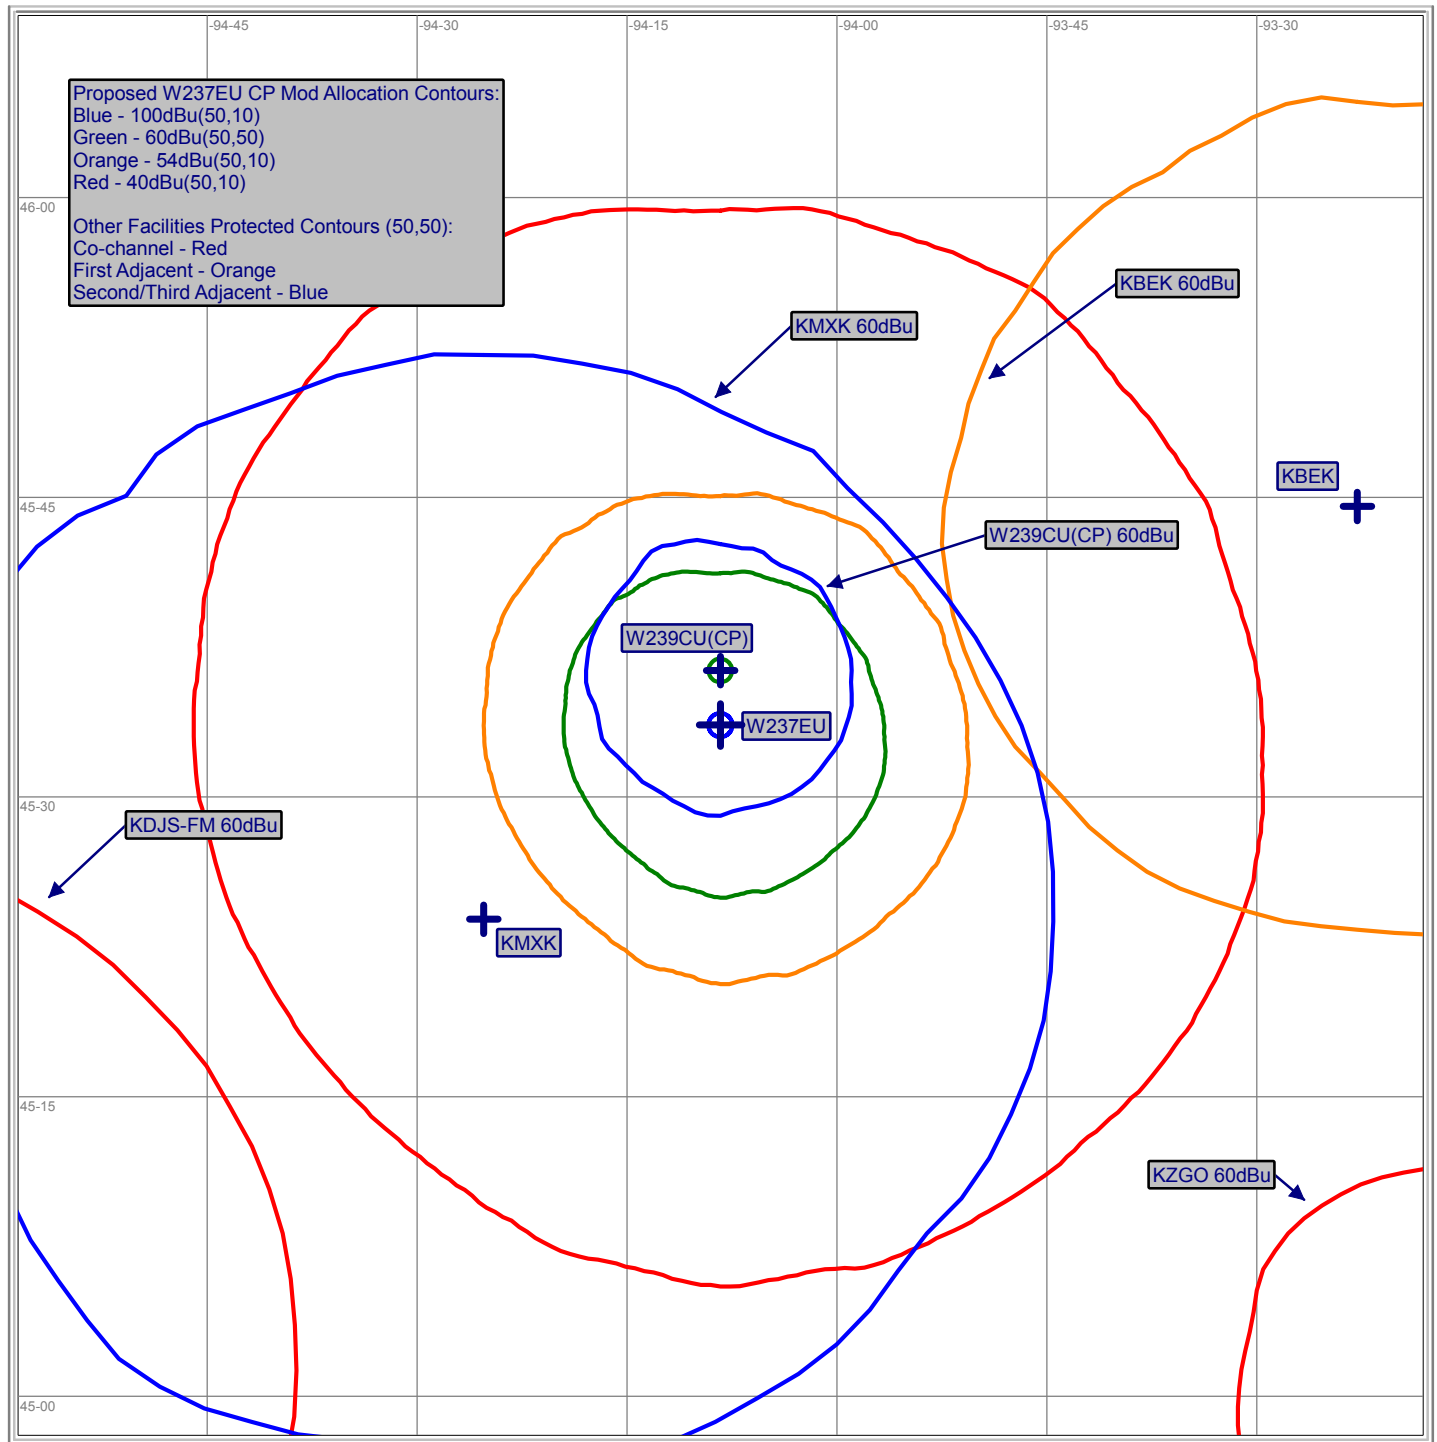 -94-45
-94-30
-94-15
-94-00
-93-45
-93-30
Proposed W237EU CP Mod Allocation Contours:
Blue - 100dBu(50,10)
Green - 60dBu(50,50)
Orange - 54dBu(50,10)
Red - 40dBu(50,10)
Other Facilities Protected Contours (50,50):
Co-channel - Red
First Adjacent - Orange
Second/Third Adjacent - Blue
46-00
KBEK 60dBu
KMXK 60dBu
KBEK
45-45
W239CU(CP) 60dBu
W239CU(CP)
W237EU
45-30
KDJS-FM 60dBu
KMXK
45-15
KZGO 60dBu
45-00